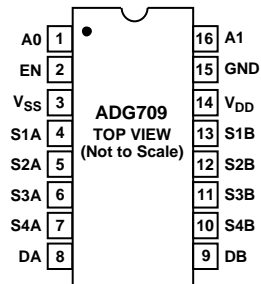 A0 1 16 A1
EN 2 15 GND
VSS 3 14 VDD
ADG709
S1A 4 13 S1B
TOP VIEW
(Not to Scale)
S2A 5 12 S2B
S3A 6 11 S3B
S4A 7 10 S4B
DA 8 9 DB